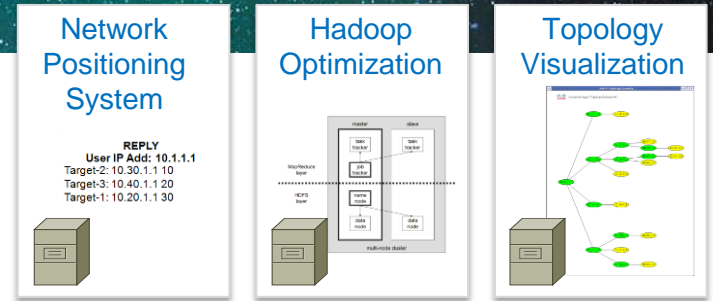 Network
Positioning
System
REPLY
User IP Add: 10.1.1.1
Target-2: 10.30.1.1 10
Target-3: 10.40.1.1 20
Target-1: 10.20.1.1 30
Hadoop
Optimization
master
slave
task
tracker
task
tracker
job
tracker
MapReduce
layer
HDFS
layer
name
node
data
node
data
node
multi-node cluster
Topology
Visualization